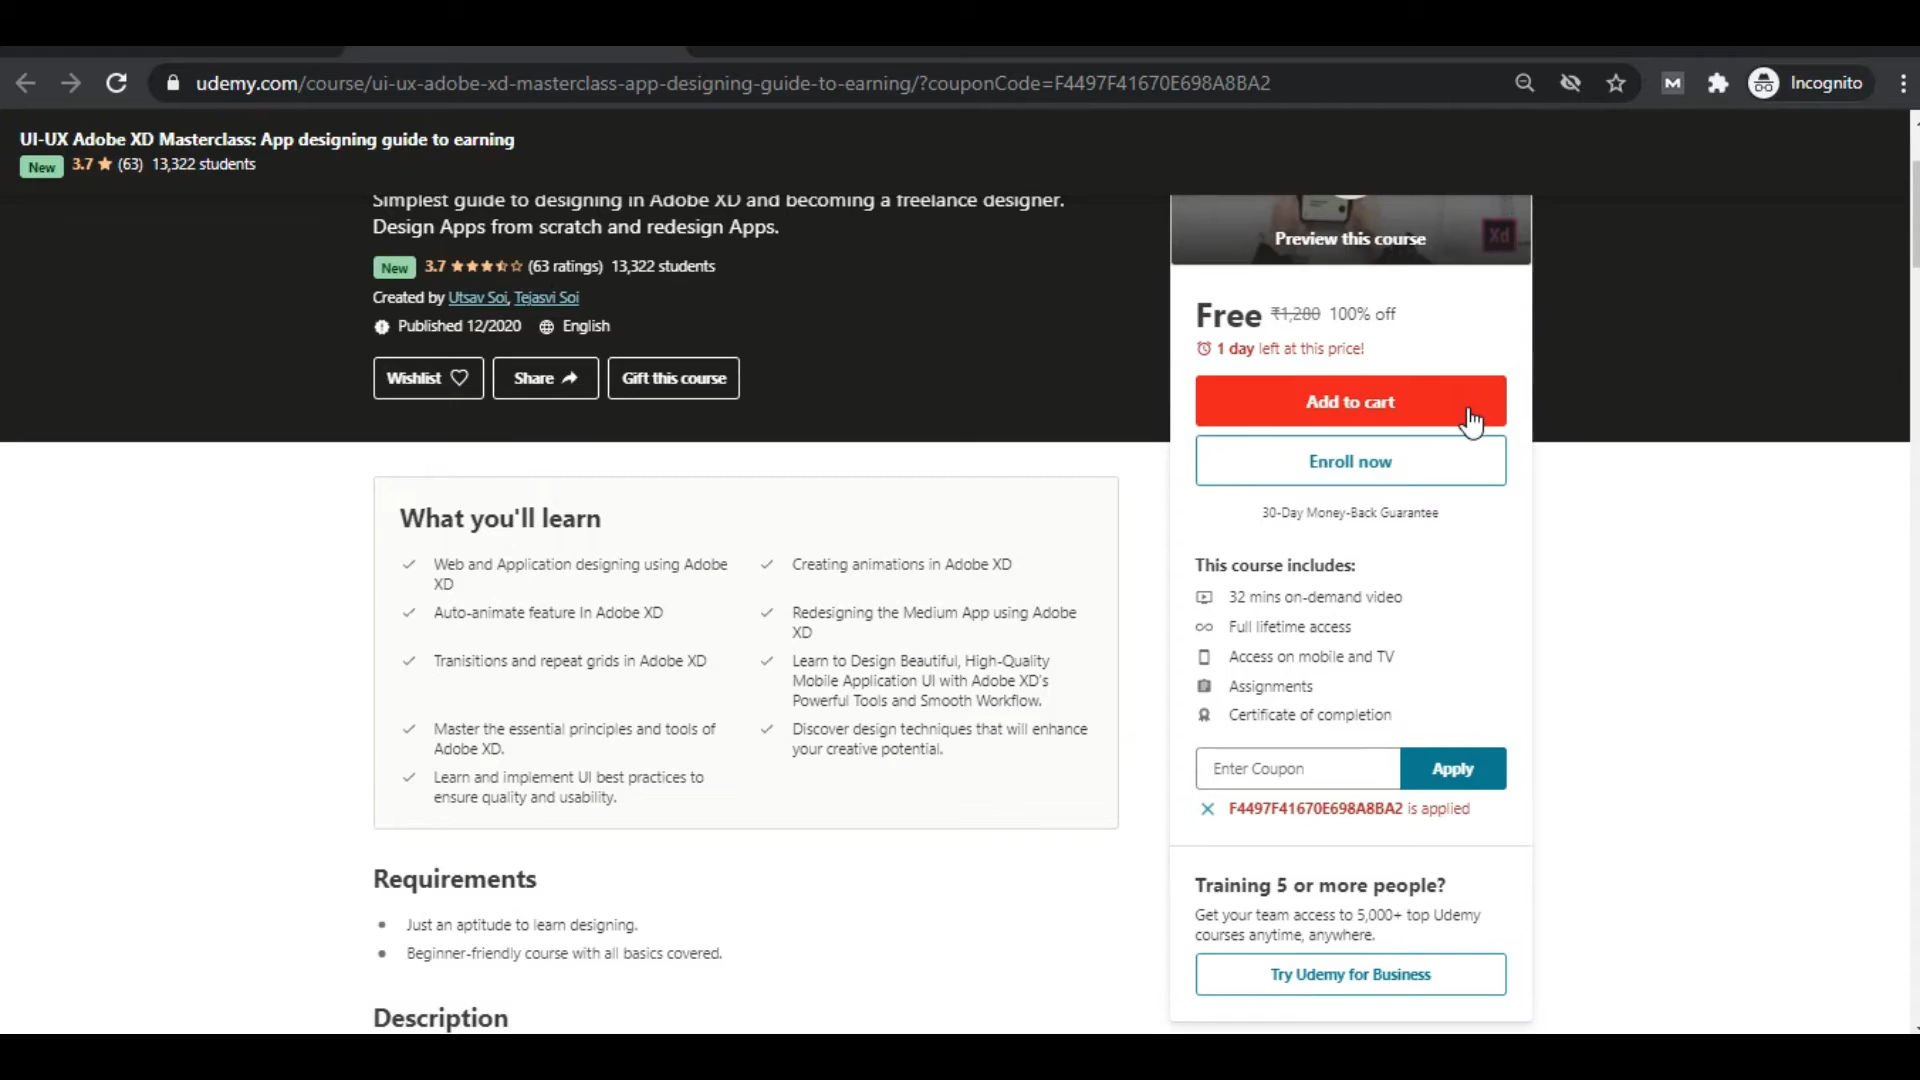 udemy.com/course/ui-ux-adobe-xd-masterclass-app-designing-guide-to-earning/?couponCode=F4497F41670E698A8BA2
M
Incognito
UI-UX Adobe XD Masterclass: App designing guide to earning
New 3.7 (63) 13,322 students
Simplest guide to designing in Adobe XD and becoming a freelance designer.
Design Apps from scratch and redesign Apps.
New 3.7 (63 ratings) 13,322 students
Created by Utsav Soi, Tejasvi Soi
Published 12/2020 English
Wishlist Share Gift this course
Xd
Preview this course
Free ₹1,280 100% off
1 day left at this price!
Add to cart
Enroll now
30-Day Money-Back Guarantee
This course includes:
32 mins on-demand video
Full lifetime access
Access on mobile and TV
Assignments
Certificate of completion
Enter Coupon Apply
F4497F41670E698A8BA2 is applied
Training 5 or more people?
Get your team access to 5,000+ top Udemy
courses anytime, anywhere.
Try Udemy for Business
What you'll learn
Web and Application designing using Adobe
XD
Creating animations in Adobe XD
Auto-animate feature In Adobe XD
Redesigning the Medium App using Adobe
XD
Tranisitions and repeat grids in Adobe XD
Learn to Design Beautiful, High-Quality
Mobile Application UI with Adobe XD's
Powerful Tools and Smooth Workflow.
Master the essential principles and tools of
Adobe XD.
Discover design techniques that will enhance
your creative potential.
Learn and implement UI best practices to
ensure quality and usability.
Requirements
Just an aptitude to learn designing.
Beginner-friendly course with all basics covered.
Description